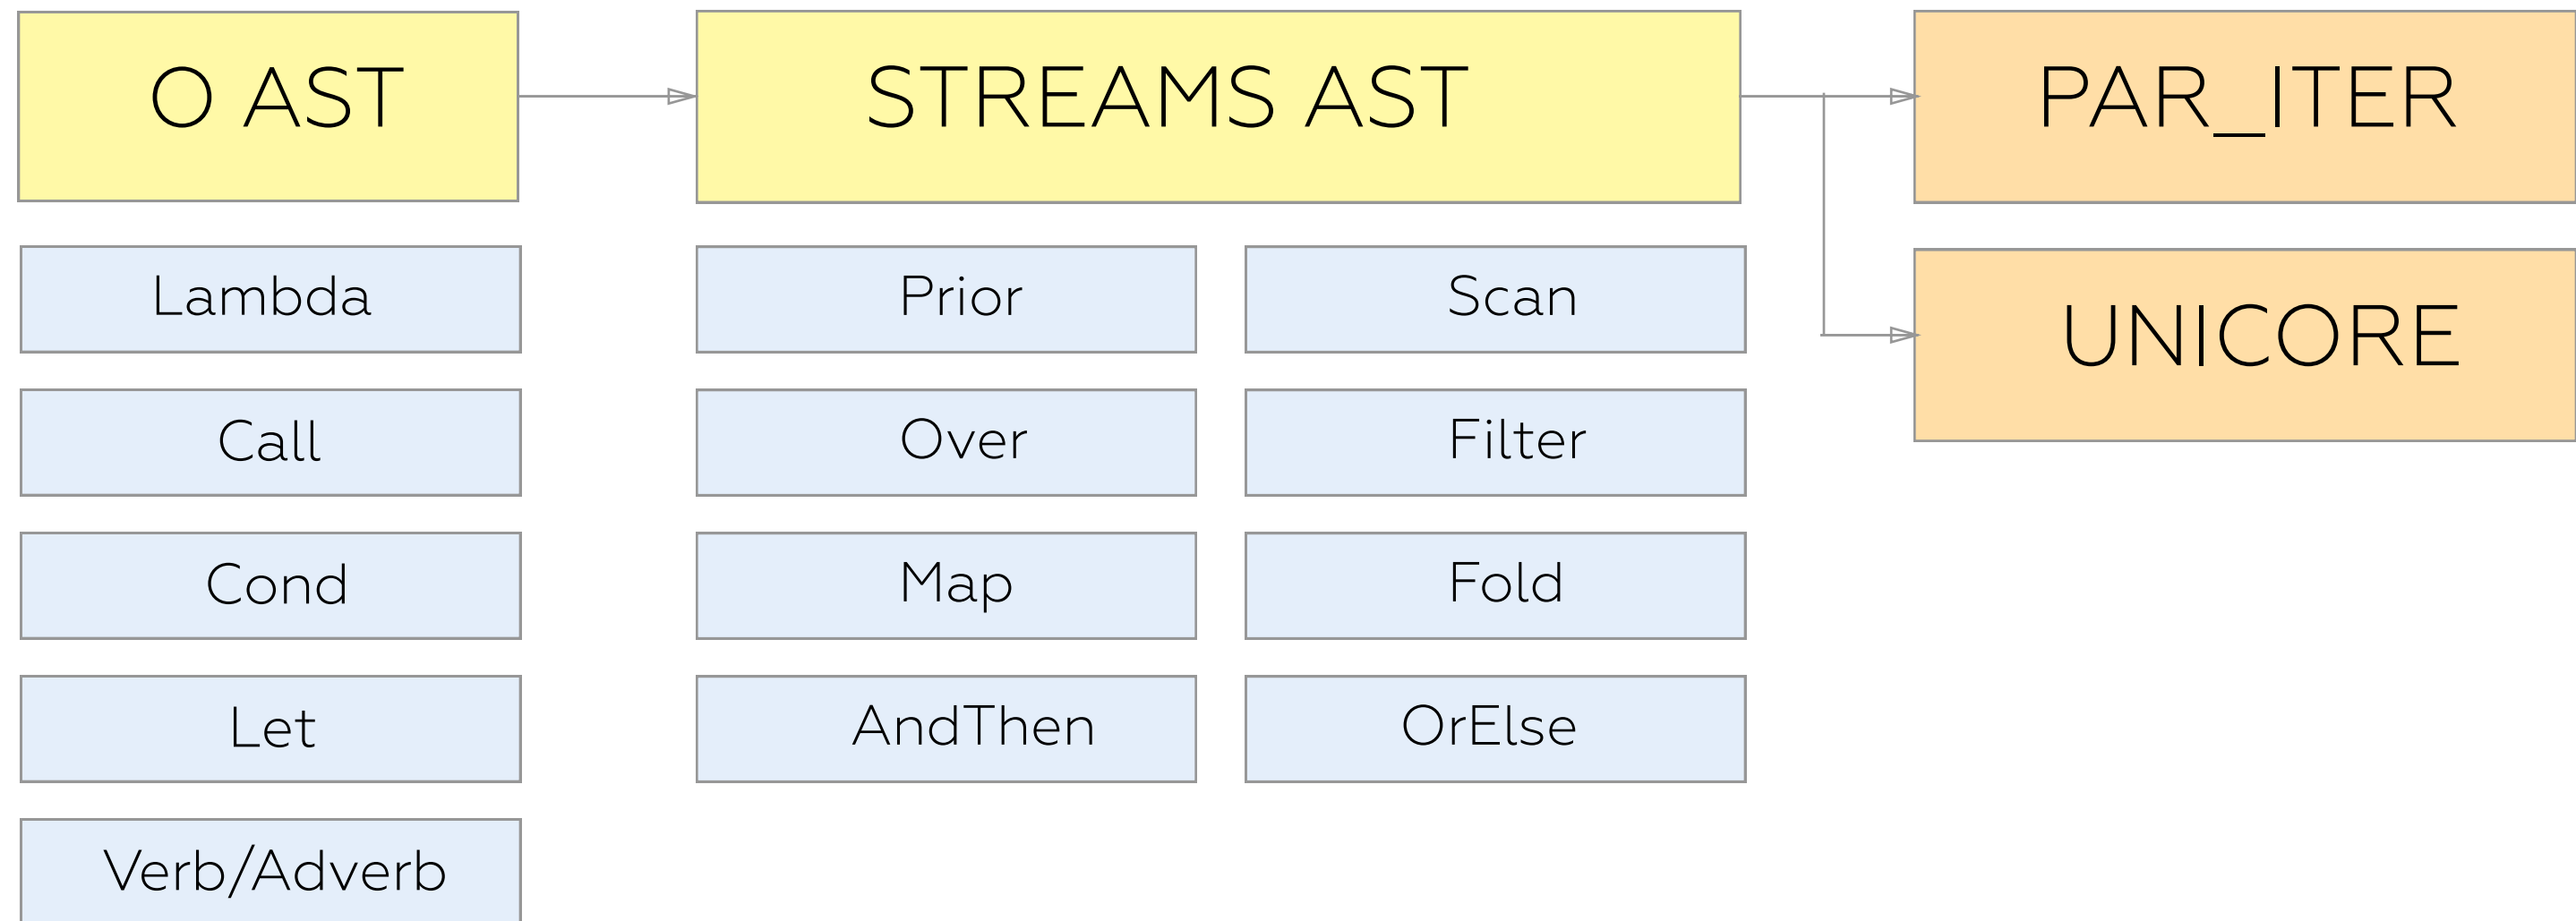 O AST
STREAMS AST
PAR_ITER
UNICORE
Lambda
Prior
Scan
Call
Over
Filter
Cond
Map
Fold
Let
AndThen
OrElse
Verb/Adverb